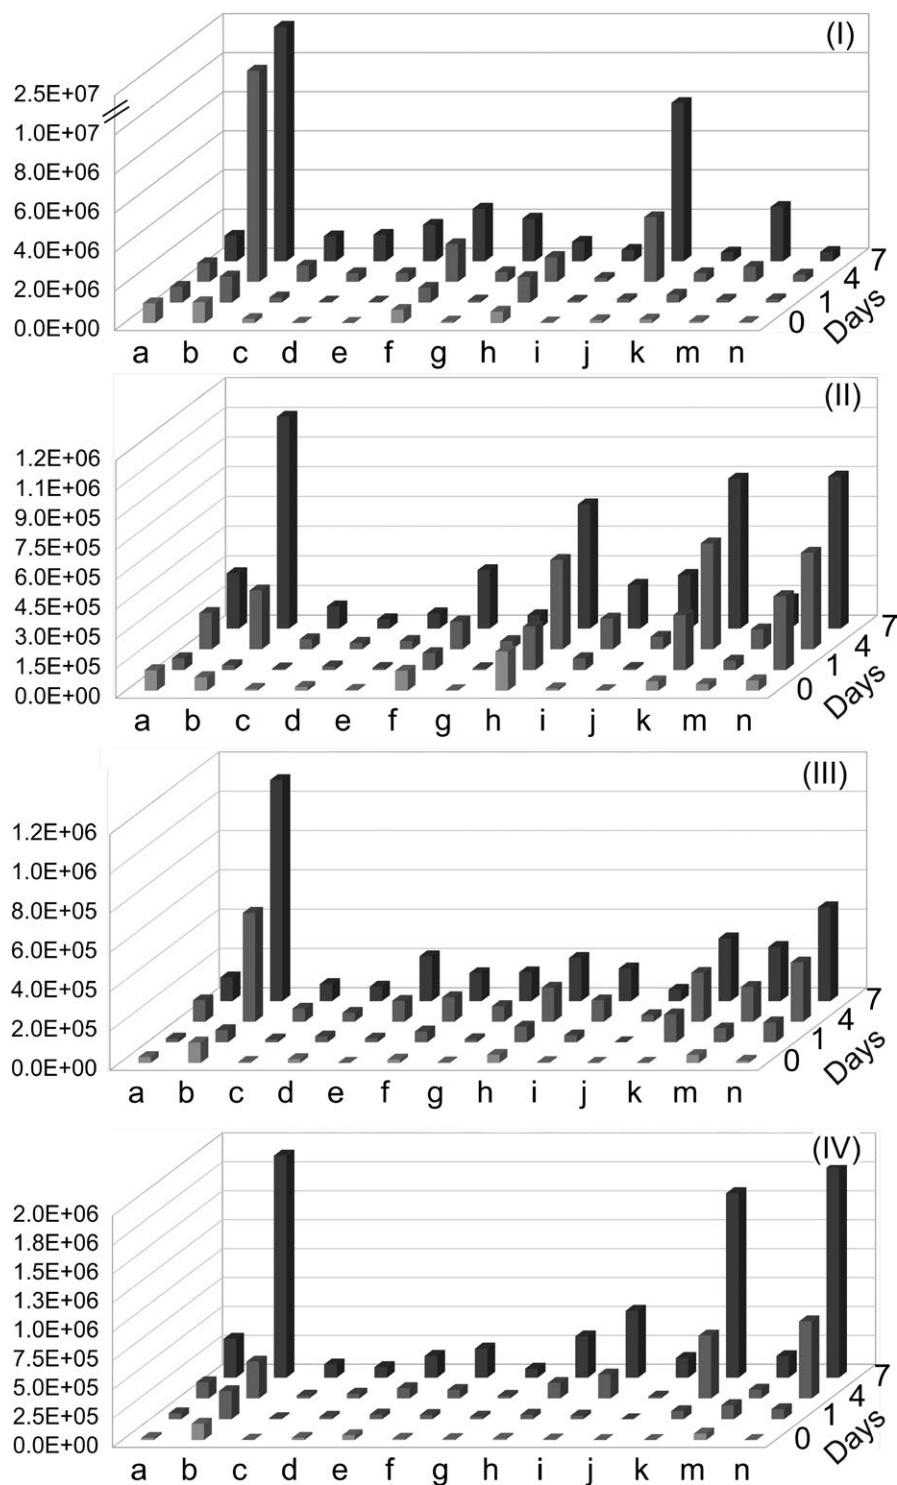 (I)
2.5E+07
1.0E+07
8.0E+06
6.0E+06
4.0E+06
2.0E+06
0.0E+00
7
4
1
0
Days
a b c d e f g h i j k m n
(II)
1.2E+06
1.1E+06
9.0E+05
7.5E+05
6.0E+05
4.5E+05
3.0E+05
1.5E+05
0.0E+00
7
4
1
0
Days
a b c d e f g h i j k m n
(III)
1.2E+06
1.0E+06
8.0E+05
6.0E+05
4.0E+05
2.0E+05
0.0E+00
7
4
1
0
Days
a b c d e f g h i j k m n
(IV)
2.0E+06
1.8E+06
1.5E+06
1.3E+06
1.0E+06
7.5E+05
5.0E+05
2.5E+05
0.0E+00
7
4
1
0
Days
a b c d e f g h i j k m n